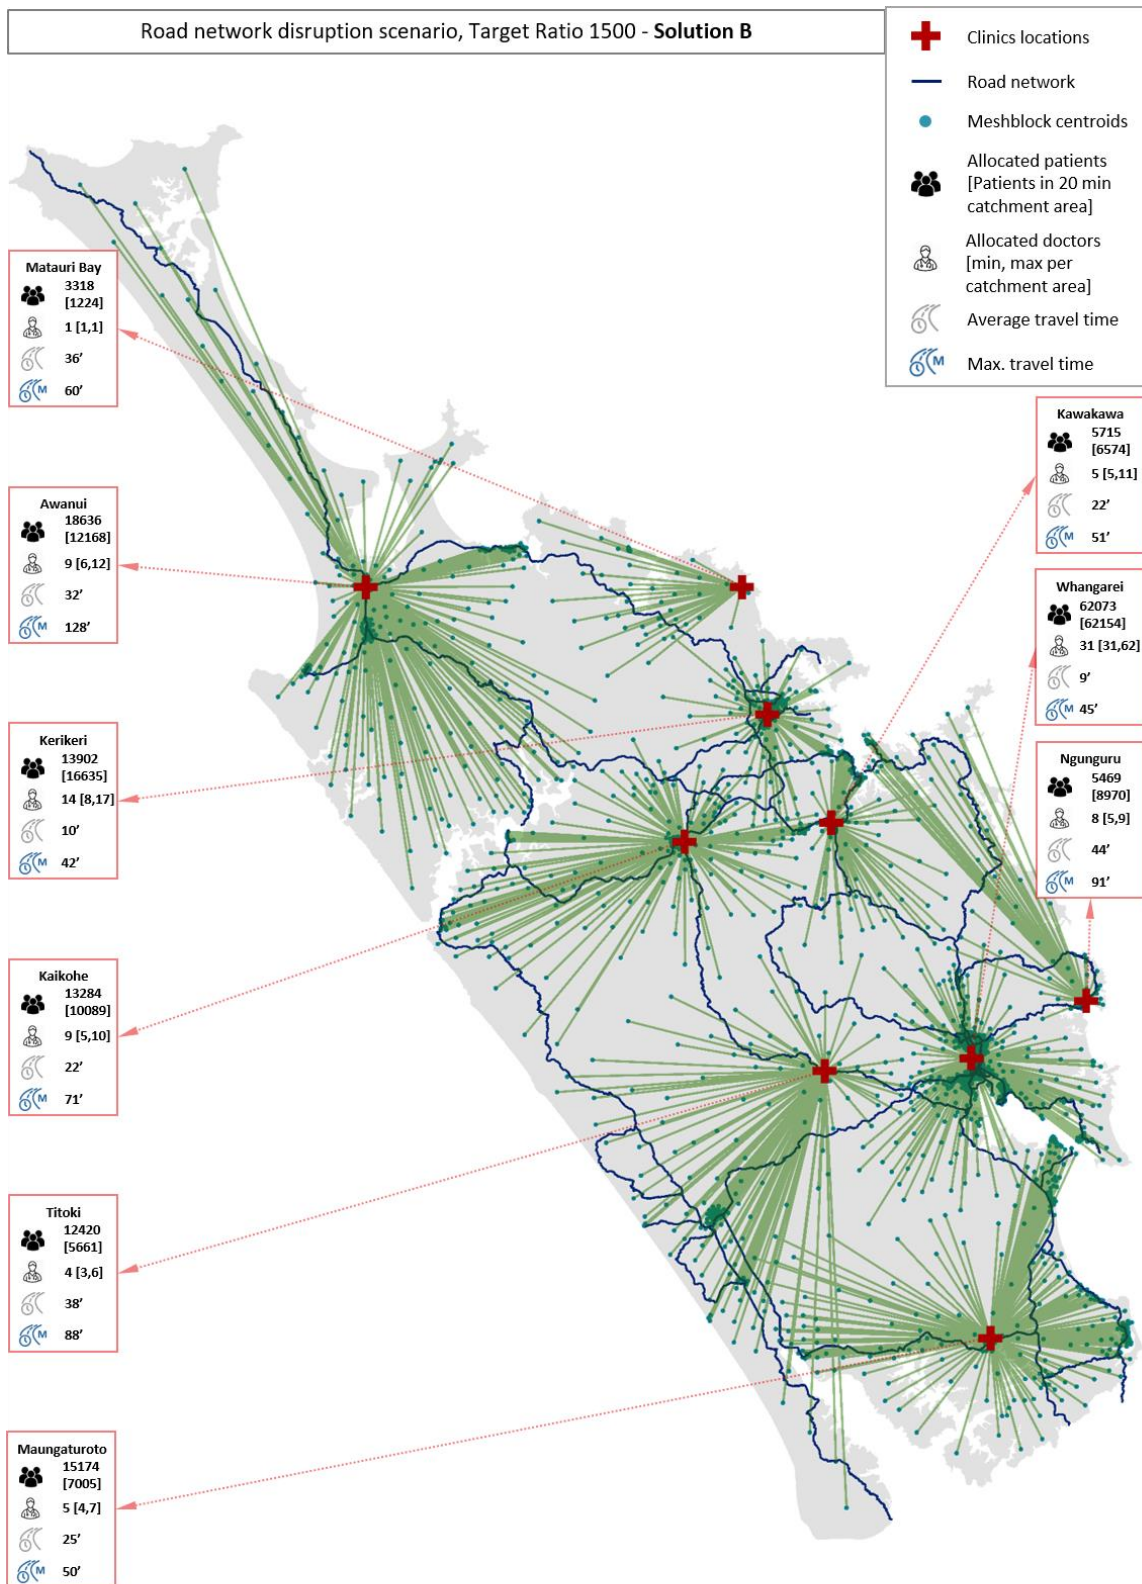 Road network disruption scenario, Target Ratio 1500 - Solution B
Clinics locations
Road network
Meshblock centroids
Allocated patients
[Patients in 20 min
catchment area]
Allocated doctors
[min, max per
catchment area]
Average travel time
M
Max. travel time
Matauri Bay
3318
[1224]
1 [1,1]
36’
M
60’
Awanui
18636
[12168]
9 [6,12]
32’
M
128’
Kerikeri
13902
[16635]
14 [8,17]
10’
M
42’
Kaikohe
13284
[10089]
9 [5,10]
22’
M
71’
Titoki
12420
[5661]
4 [3,6]
38’
M
88’
Maungaturoto
15174
[7005]
5 [4,7]
25’
M
50’
Kawakawa
5715
[6574]
5 [5,11]
22’
M
51’
Whangarei
62073
[62154]
31 [31,62]
9’
M
45’
Ngunguru
5469
[8970]
8 [5,9]
44’
M
91’